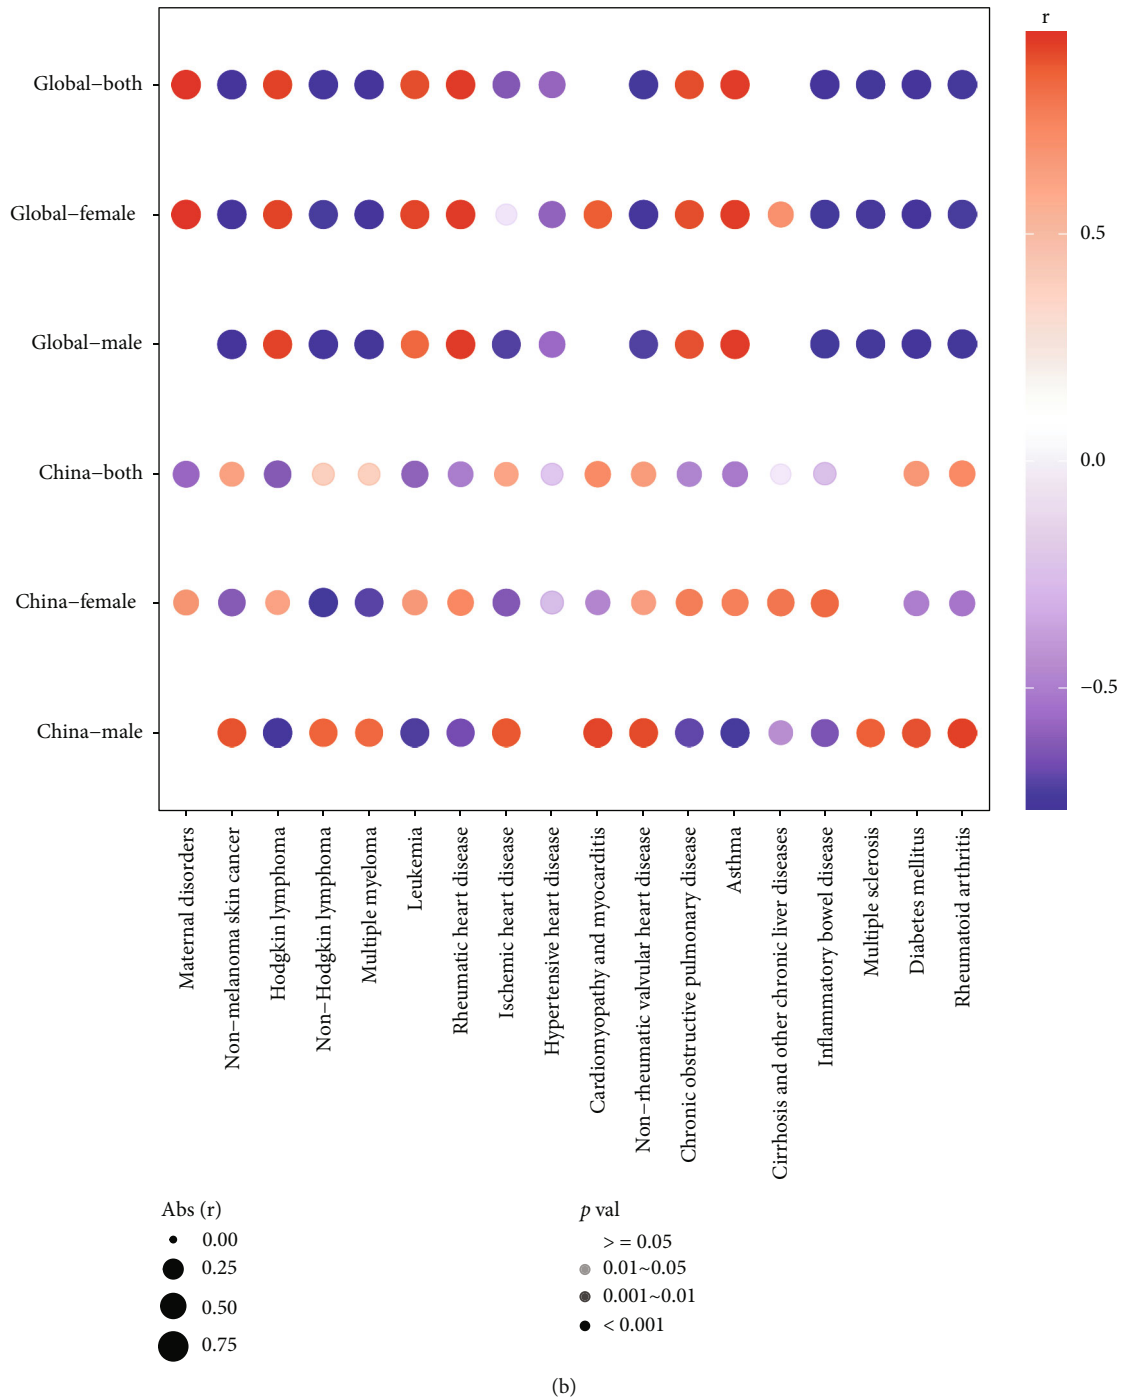 r
Global−both
Global−female
Global−male
China−both
China−female
China−male
0.5
0.0
−0.5
Maternal disorders
Non−melanoma skin cancer
Hodgkin lymphoma
Non−Hodgkin lymphoma
Multiple myeloma
Leukemia
Rheumatic heart disease
Ischemic heart disease
Hypertensive heart disease
Cardiomyopathy and myocarditis
Non−rheumatic valvular heart disease
Chronic obstructive pulmonary disease
Asthma
Cirrhosis and other chronic liver diseases
Inflammatory bowel disease
Multiple sclerosis
Diabetes mellitus
Rheumatoid arthritis
Abs (r)
0.00
0.25
0.50
0.75
p val
> = 0.05
0.01~0.05
0.001~0.01
< 0.001
(b)